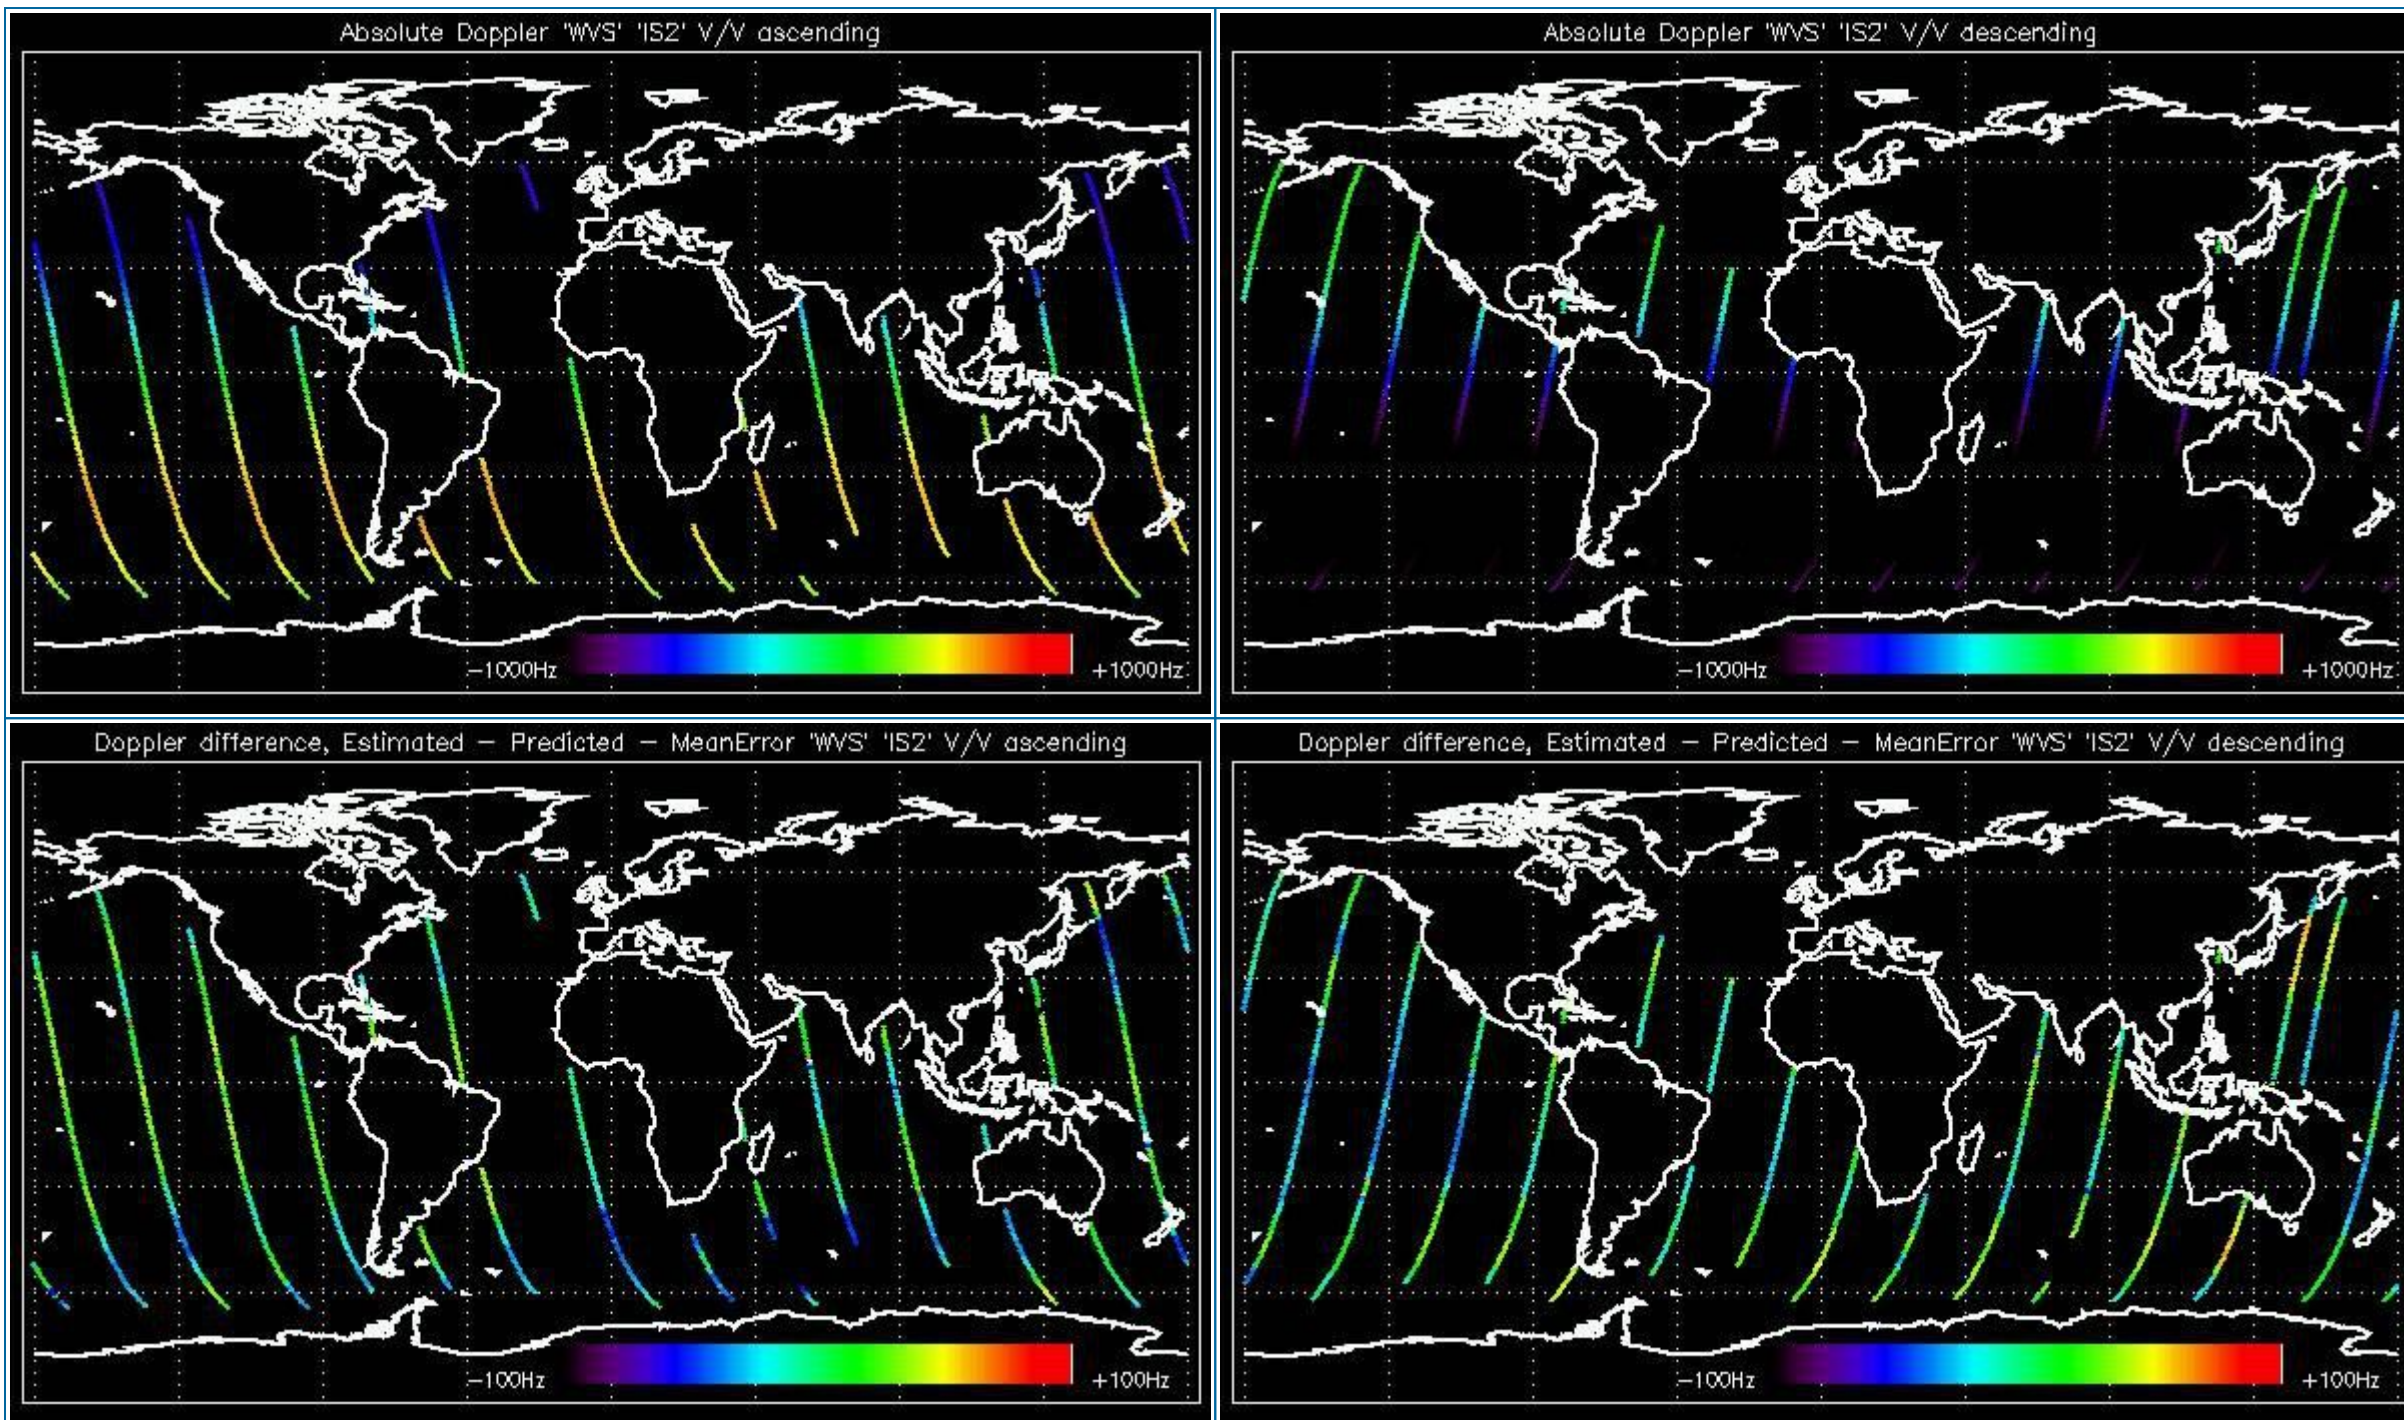 Absolute Doppler 'WVS' 'IS2' V/V ascending
-1000Hz
+1000Hz
Absolute Doppler 'WVS' 'IS2' V/V descending
-1000Hz
+1000Hz
Doppler difference, Estimated - Predicted - MeanError 'WVS' 'IS2' V/V ascending
-100Hz
+100Hz
Doppler difference, Estimated - Predicted - MeanError 'WVS' 'IS2' V/V descending
-100Hz
+100Hz